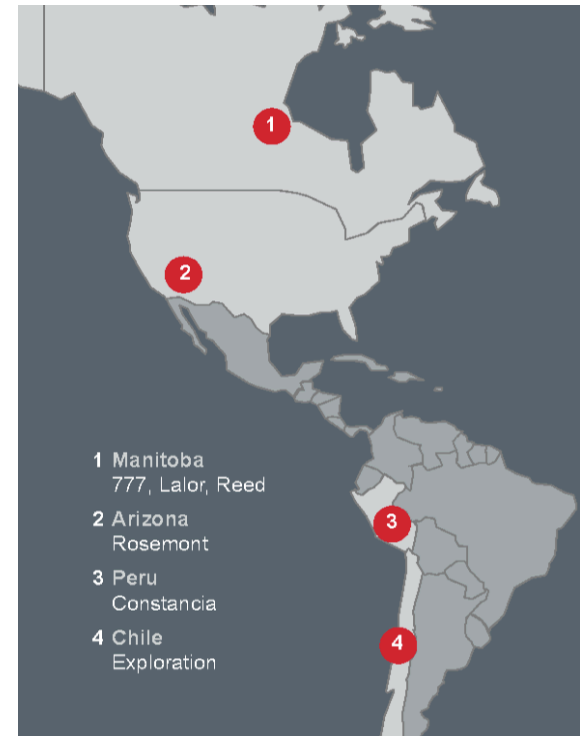 1
2
3
4
1 Manitoba
777, Lalor, Reed
2 Arizona
Rosemont
3 Peru
Constancia
4 Chile
Exploration